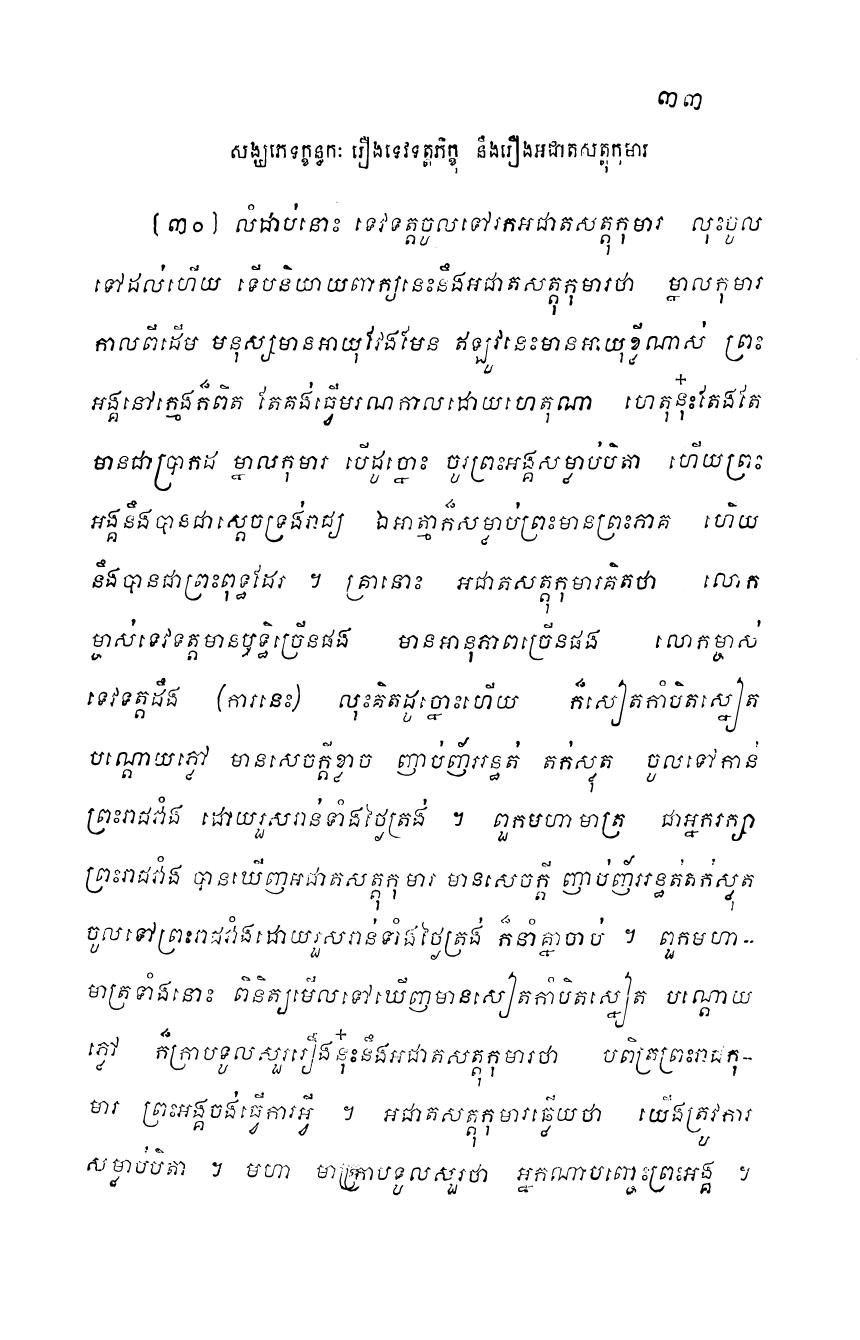 ៣៣
សង្ឃភេទក្ខន្ធកៈ រឿងទេវទត្តភិក្ខុ នឹងរឿងអជាតសត្តុកុមារ
(៣០) លំដាប់នោះ ទេវទត្តចូលទៅរកអជាតសត្តុកុមារ លុះចូល
ទៅដល់ហើយ ទើបនិយាយពាក្យនេះនឹងអជាតសត្តុកុមារថា ម្នាលកុមារ
កាលពីដើម មនុស្សមានអាយុវែងមែន ឥឡូវនេះមានអាយុខ្លីណាស់ ព្រះ
អង្គនៅក្មេងក៏ពិត តែគង់ធ្វើមរណកាលដោយហេតុណា ហេតុនុ៎ះតែងតែ
មានជាប្រាកដ ម្នាលកុមារ បើដូច្នោះ ចូរព្រះអង្គសម្លាប់បិតា ហើយព្រះ
អង្គនឹងបានជាស្តេចទ្រង់រាជ្យ ឯអាត្មាក៏សម្លាប់ព្រះមានព្រះភាគ ហើយ
នឹងបានជាព្រះពុទ្ធដែរ ។ គ្រានោះ អជាតសត្តុកុមារគិតថា លោក
ម្ចាស់ទេវទត្តមានឫទ្ធិច្រើនផង មានអានុភាពច្រើនផង លោកម្ចាស់
ទេវទត្តដឹង (ការនេះ) លុះគិតដូច្នោះហើយ ក៏សៀតកាំបិតស្នៀត
បណ្តោយភ្លៅ មានសេចក្តីខ្លាច ញាប់ញ័ររន្ធត់ តក់ស្លុត ចូលទៅកាន់
ព្រះរាជវាំង ដោយរួសរាន់ទាំងថ្ងៃត្រង់ ។ ពួកមហាមាត្រ ជាអ្នករក្សា
ព្រះរាជវាំង បានឃើញអជាតសត្តុកុមារ មានសេចក្តី ញាប់ញ័ររន្ធត់តក់ស្លុត
ចូលទៅព្រះរាជវាំងដោយរួសរាន់ទាំងថ្ងៃត្រង់ ក៏នាំគ្នាចាប់ ។ ពួកមហា-
មាត្រទាំងនោះ ពិនិត្យមើលទៅឃើញមានសៀតកាំបិតស្នៀត បណ្តោយ
ភ្លៅ ក៏ក្រាបទូលសួររឿងនុ៎ះនឹងអជាតសត្តុកុមារថា បពិត្រព្រះរាជកុ-
មារ ព្រះអង្គចង់ធ្វើការអ្វី ។ អជាតសត្តុកុមារឆ្លើយថា យើងត្រូវការ
សម្លាប់បិតា ។ មហា ក្រាបទូលសួរថា អ្នកណាបញ្ចុះព្រះអង្គ ។